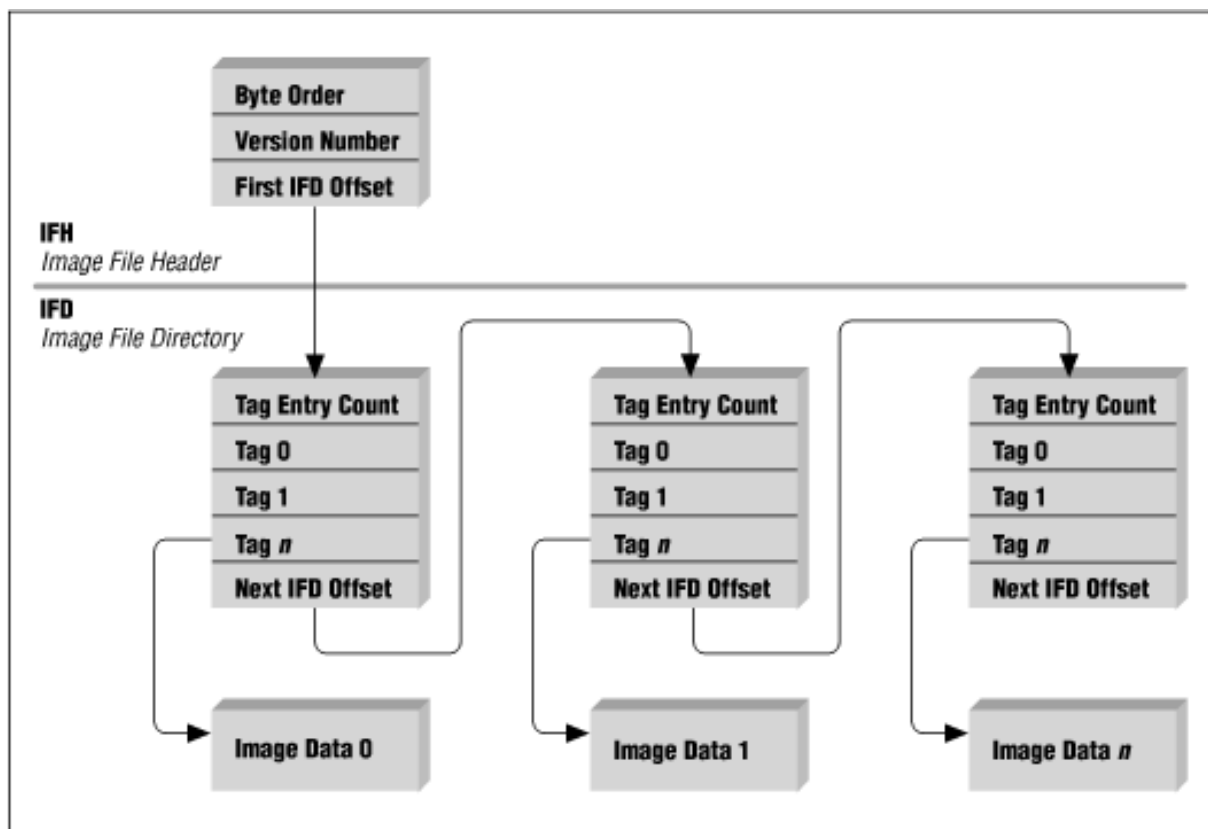 Byte Order
Version Number
First IFD Offset
IFH
Image File Header
IFD
Image File Directory
Tag Entry Count
Tag 0
Tag 1
Tag n
Next IFD Offset
Tag Entry Count
Tag 0
Tag 1
Tag n
Next IFD Offset
Tag Entry Count
Tag 0
Tag 1
Tag n
Next IFD Offset
Image Data 0
Image Data 1
Image Data n